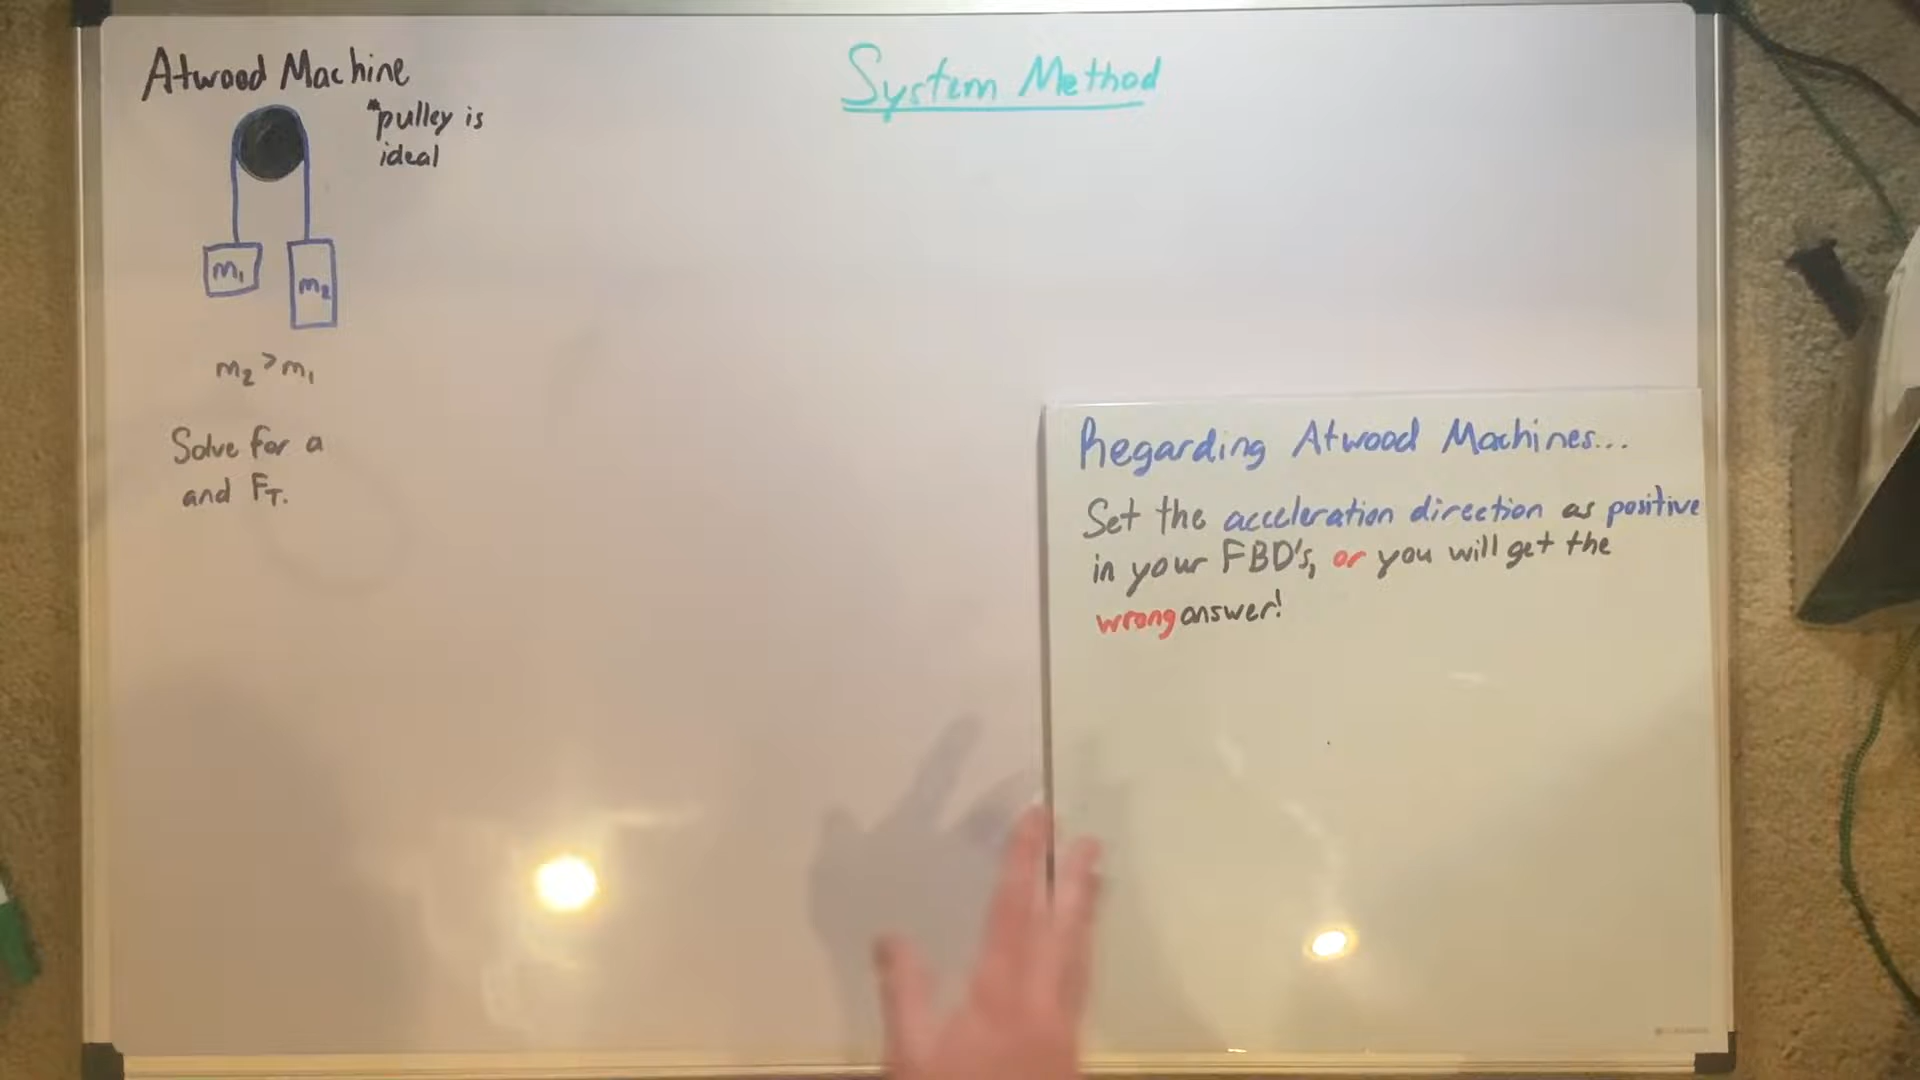 Atwood Machine
*pulley is
ideal
m₁
m₂
m₂ > m₁
Solve for a
and F_T.
System Method
Regarding Atwood Machines...
Set the acceleration direction as positive
in your FBD's, or you will get the
wrong answer!